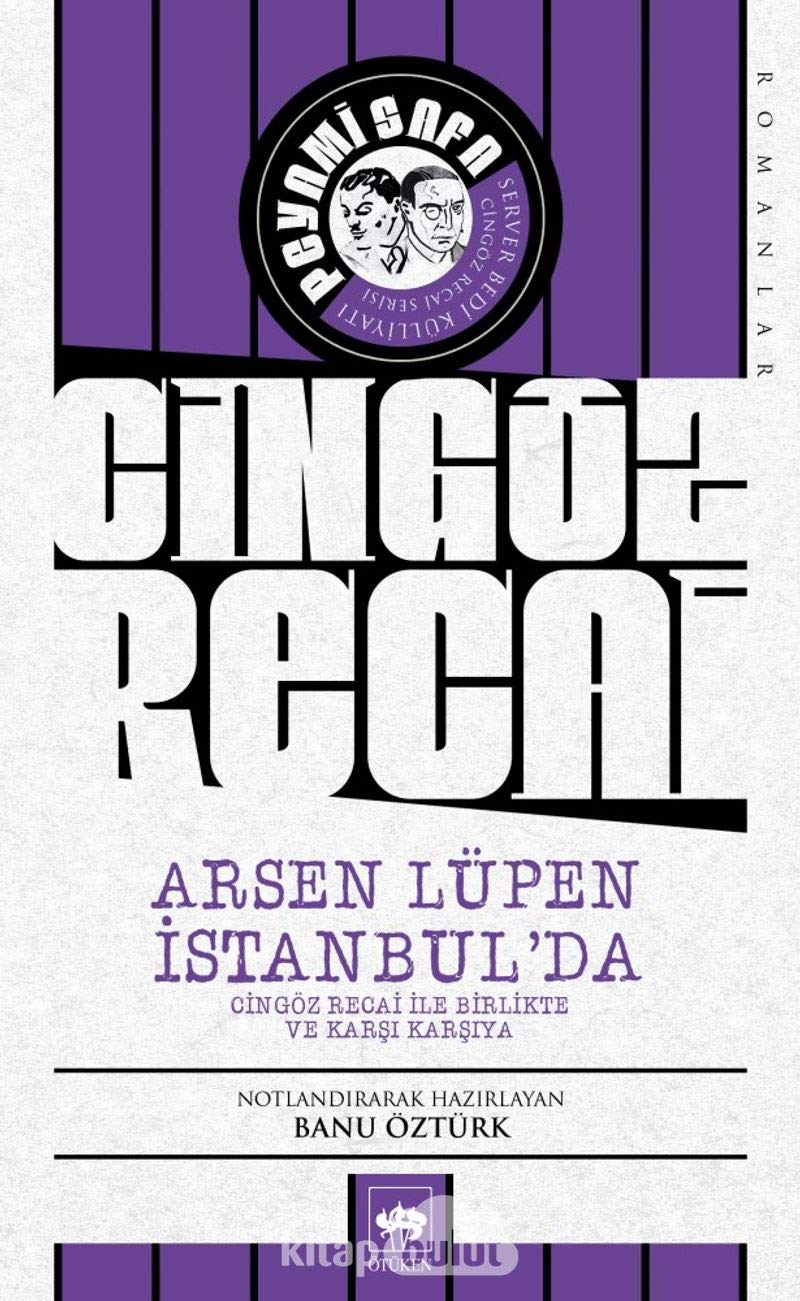 PEYAMİ SAFA
SERVER BEDİ KÜLLİYATI
CİNGÖZ RECAİ SERİSİ
ROMANLAR
CİNGÖZ
RECAİ
ARSEN LÜPEN
İSTANBUL'DA
CİNGÖZ RECAİ İLE BİRLİKTE
VE KARŞI KARŞIYA
NOTLANDIRARAK HAZIRLAYAN
BANU ÖZTÜRK
kitapbulut
ÖTÜKEN